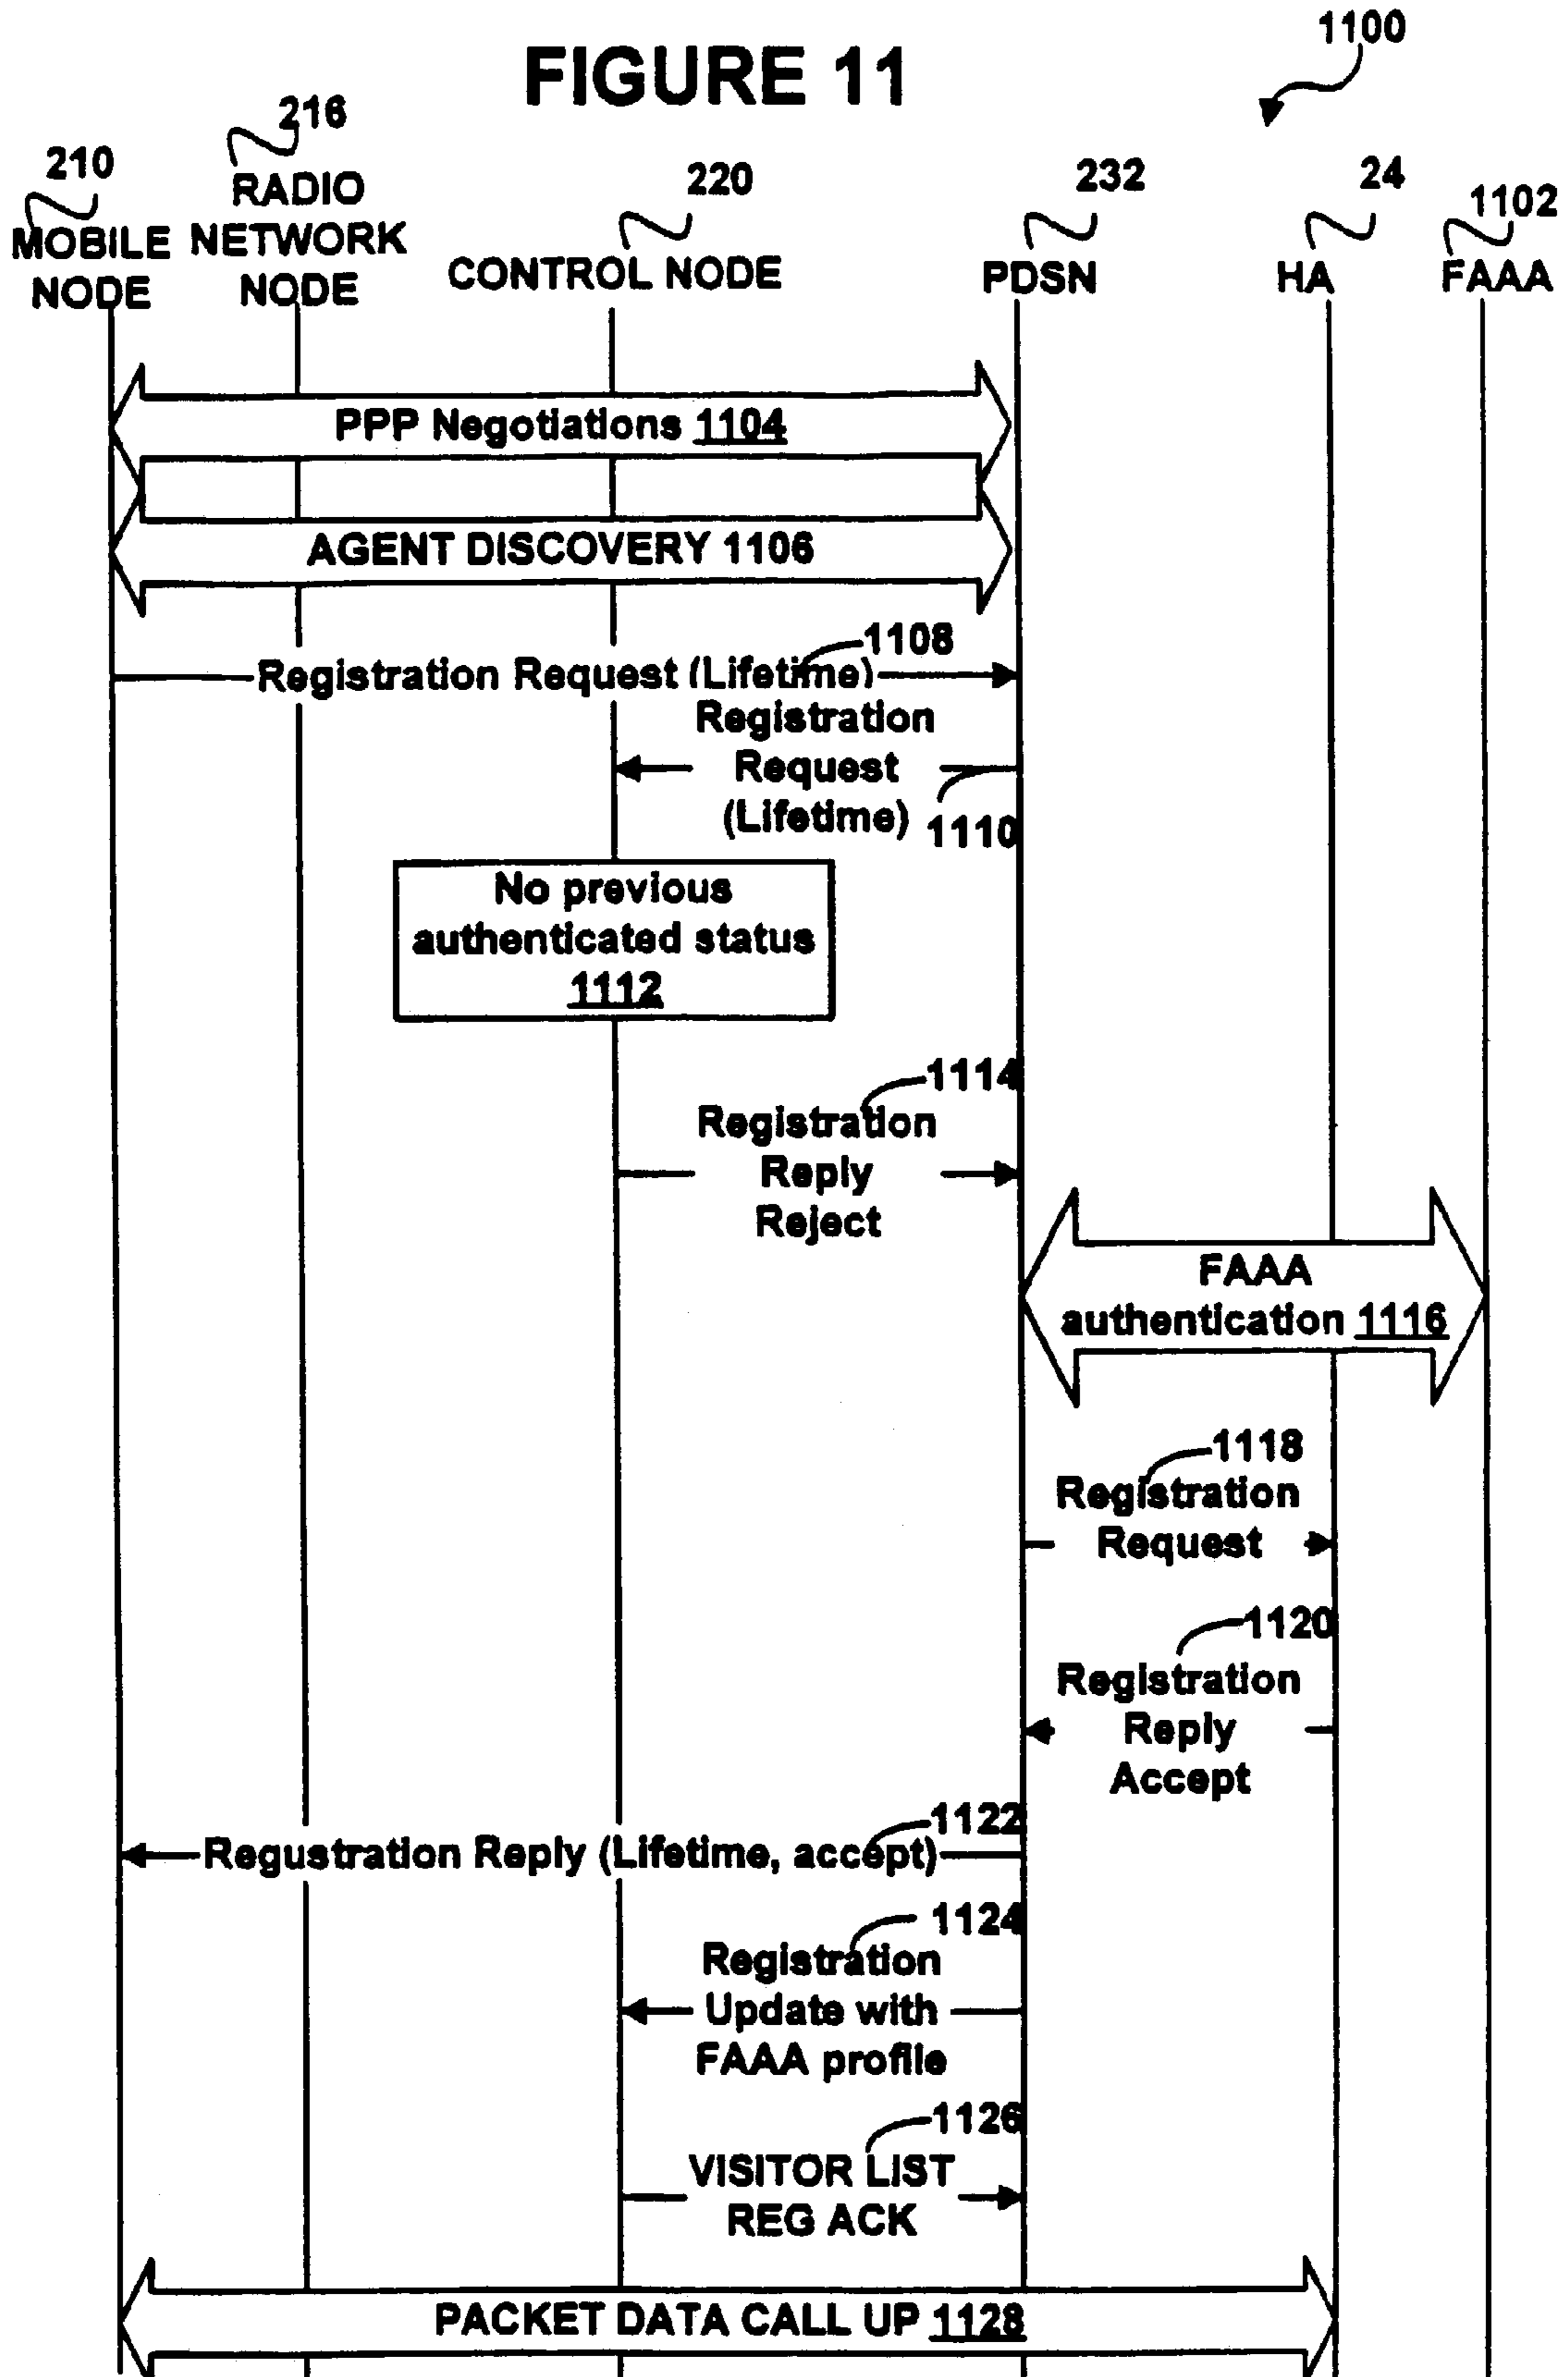 FIGURE 11
1100
210
216
220
232
24
1102
MOBILE
NODE
RADIO
NETWORK
NODE
CONTROL NODE
PDSN
HA
FAAA
PPP Negotiations 1104
AGENT DISCOVERY 1106
1108
Registration Request (Lifetime)
Registration
Request
(Lifetime)
1110
No previous
authenticated status
1112
1114
Registration
Reply
Reject
FAAA
authentication 1116
1118
Registration
Request
1120
Registration
Reply
Accept
1122
Regustration Reply (Lifetime, accept)
1124
Registration
Update with
FAAA profile
1126
VISITOR LIST
REG ACK
PACKET DATA CALL UP 1128